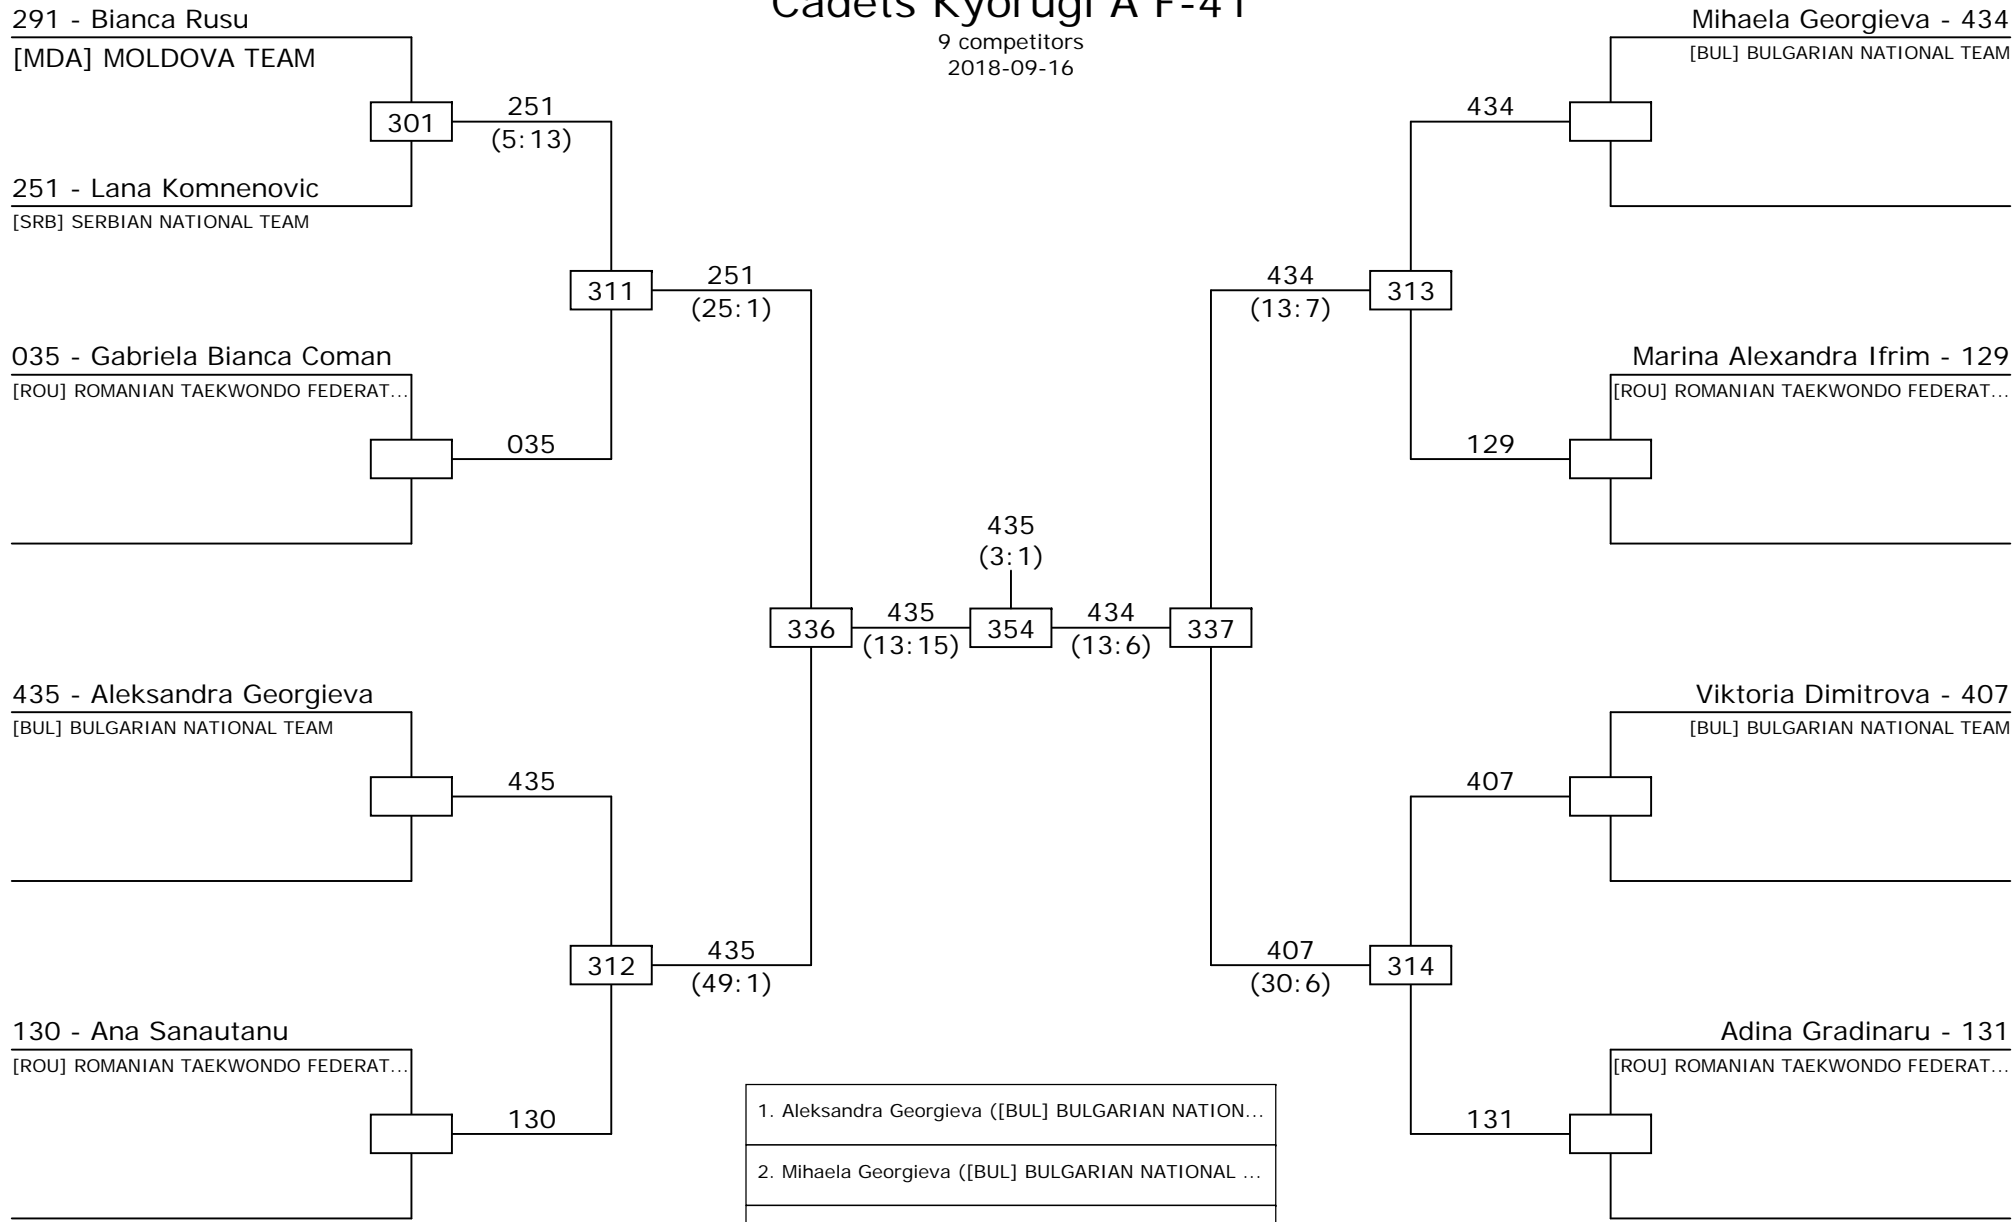 Cadets Kyorugi A F-41
9 competitors
2018-09-16
291 - Bianca Rusu
[MDA] MOLDOVA TEAM
301
251
(5:13)
251 - Lana Komnenovic
[SRB] SERBIAN NATIONAL TEAM
311
251
(25:1)
035 - Gabriela Bianca Coman
[ROU] ROMANIAN TAEKWONDO FEDERAT...
035
435 - Aleksandra Georgieva
[BUL] BULGARIAN NATIONAL TEAM
435
312
435
(49:1)
130 - Ana Sanautanu
[ROU] ROMANIAN TAEKWONDO FEDERAT...
130
336
435
(13:15)
435
(3:1)
354
434
(13:6)
337
Mihaela Georgieva - 434
[BUL] BULGARIAN NATIONAL TEAM
434
434
(13:7)
313
Marina Alexandra Ifrim - 129
[ROU] ROMANIAN TAEKWONDO FEDERAT...
129
Viktoria Dimitrova - 407
[BUL] BULGARIAN NATIONAL TEAM
407
407
(30:6)
314
Adina Gradinaru - 131
[ROU] ROMANIAN TAEKWONDO FEDERAT...
131
1. Aleksandra Georgieva ([BUL] BULGARIAN NATION...
2. Mihaela Georgieva ([BUL] BULGARIAN NATIONAL ...